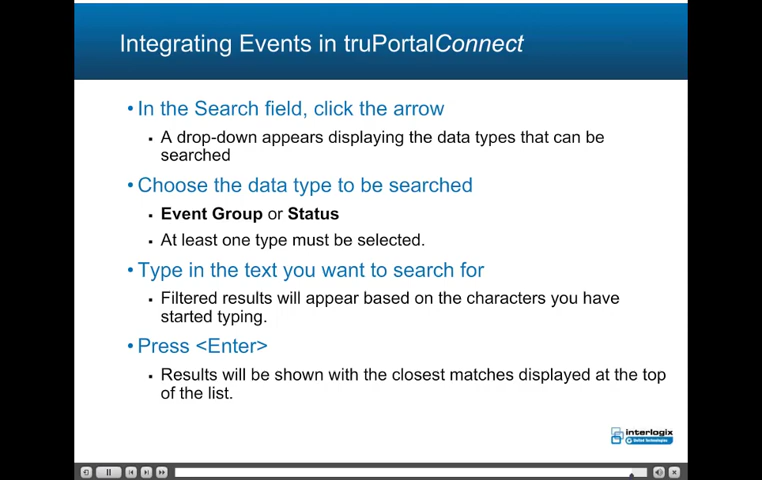 Integrating Events in truPortalConnect
• In the Search field, click the arrow
▪ A drop-down appears displaying the data types that can be
searched
• Choose the data type to be searched
▪ Event Group or Status
▪ At least one type must be selected.
• Type in the text you want to search for
▪ Filtered results will appear based on the characters you have
started typing.
• Press <Enter>
▪ Results will be shown with the closest matches displayed at the top
of the list.
interlogix
United Technologies